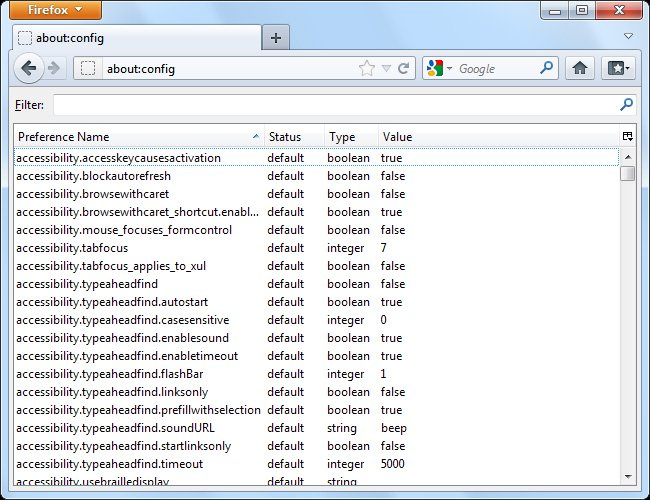 Firefox
about:config
about:config
Google
Filter:
Preference Name Status Type Value
accessibility.accesskeycausesactivation default boolean true
accessibility.blockautorefresh default boolean false
accessibility.browsewithcaret default boolean false
accessibility.browsewithcaret_shortcut.enabl... default boolean true
accessibility.mouse_focuses_formcontrol default boolean false
accessibility.tabfocus default integer 7
accessibility.tabfocus_applies_to_xul default boolean false
accessibility.typeaheadfind default boolean false
accessibility.typeaheadfind.autostart default boolean true
accessibility.typeaheadfind.casesensitive default integer 0
accessibility.typeaheadfind.enablesound default boolean true
accessibility.typeaheadfind.enabletimeout default boolean true
accessibility.typeaheadfind.flashBar default integer 1
accessibility.typeaheadfind.linksonly default boolean false
accessibility.typeaheadfind.prefillwithselection default boolean true
accessibility.typeaheadfind.soundURL default string beep
accessibility.typeaheadfind.startlinksonly default boolean false
accessibility.typeaheadfind.timeout default integer 5000
accessibility.usebrailledisplay default string